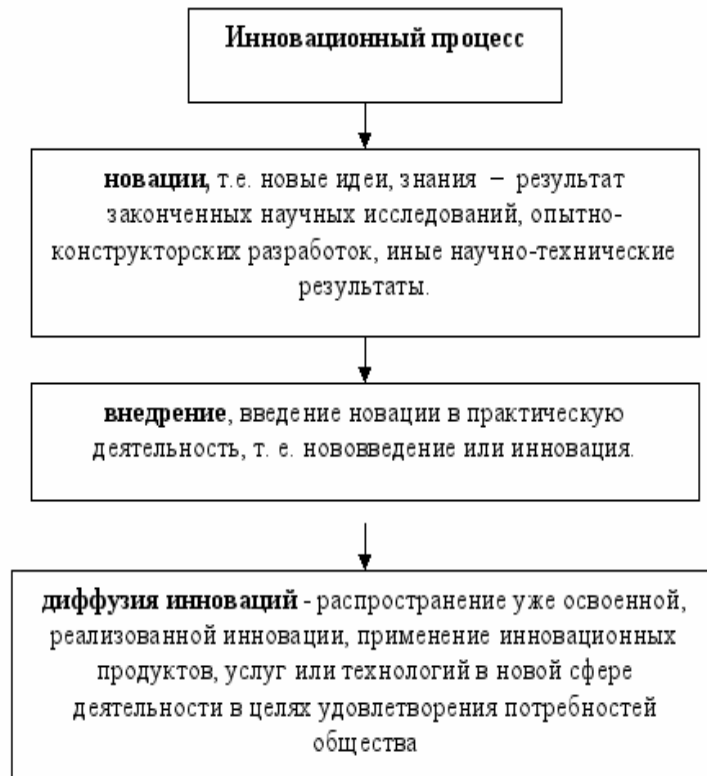 Инновационный процесс
новации, т.е. новые идеи, знания – результат
законченных научных исследований, опытно-
конструкторских разработок, иные научно-технические
результаты.
внедрение, введение новации в практическую
деятельность, т. е. нововведение или инновация.
диффузия инноваций - распространение уже освоенной,
реализованной инновации, применение инновационных
продуктов, услуг или технологий в новой сфере
деятельности в целях удовлетворения потребностей
общества